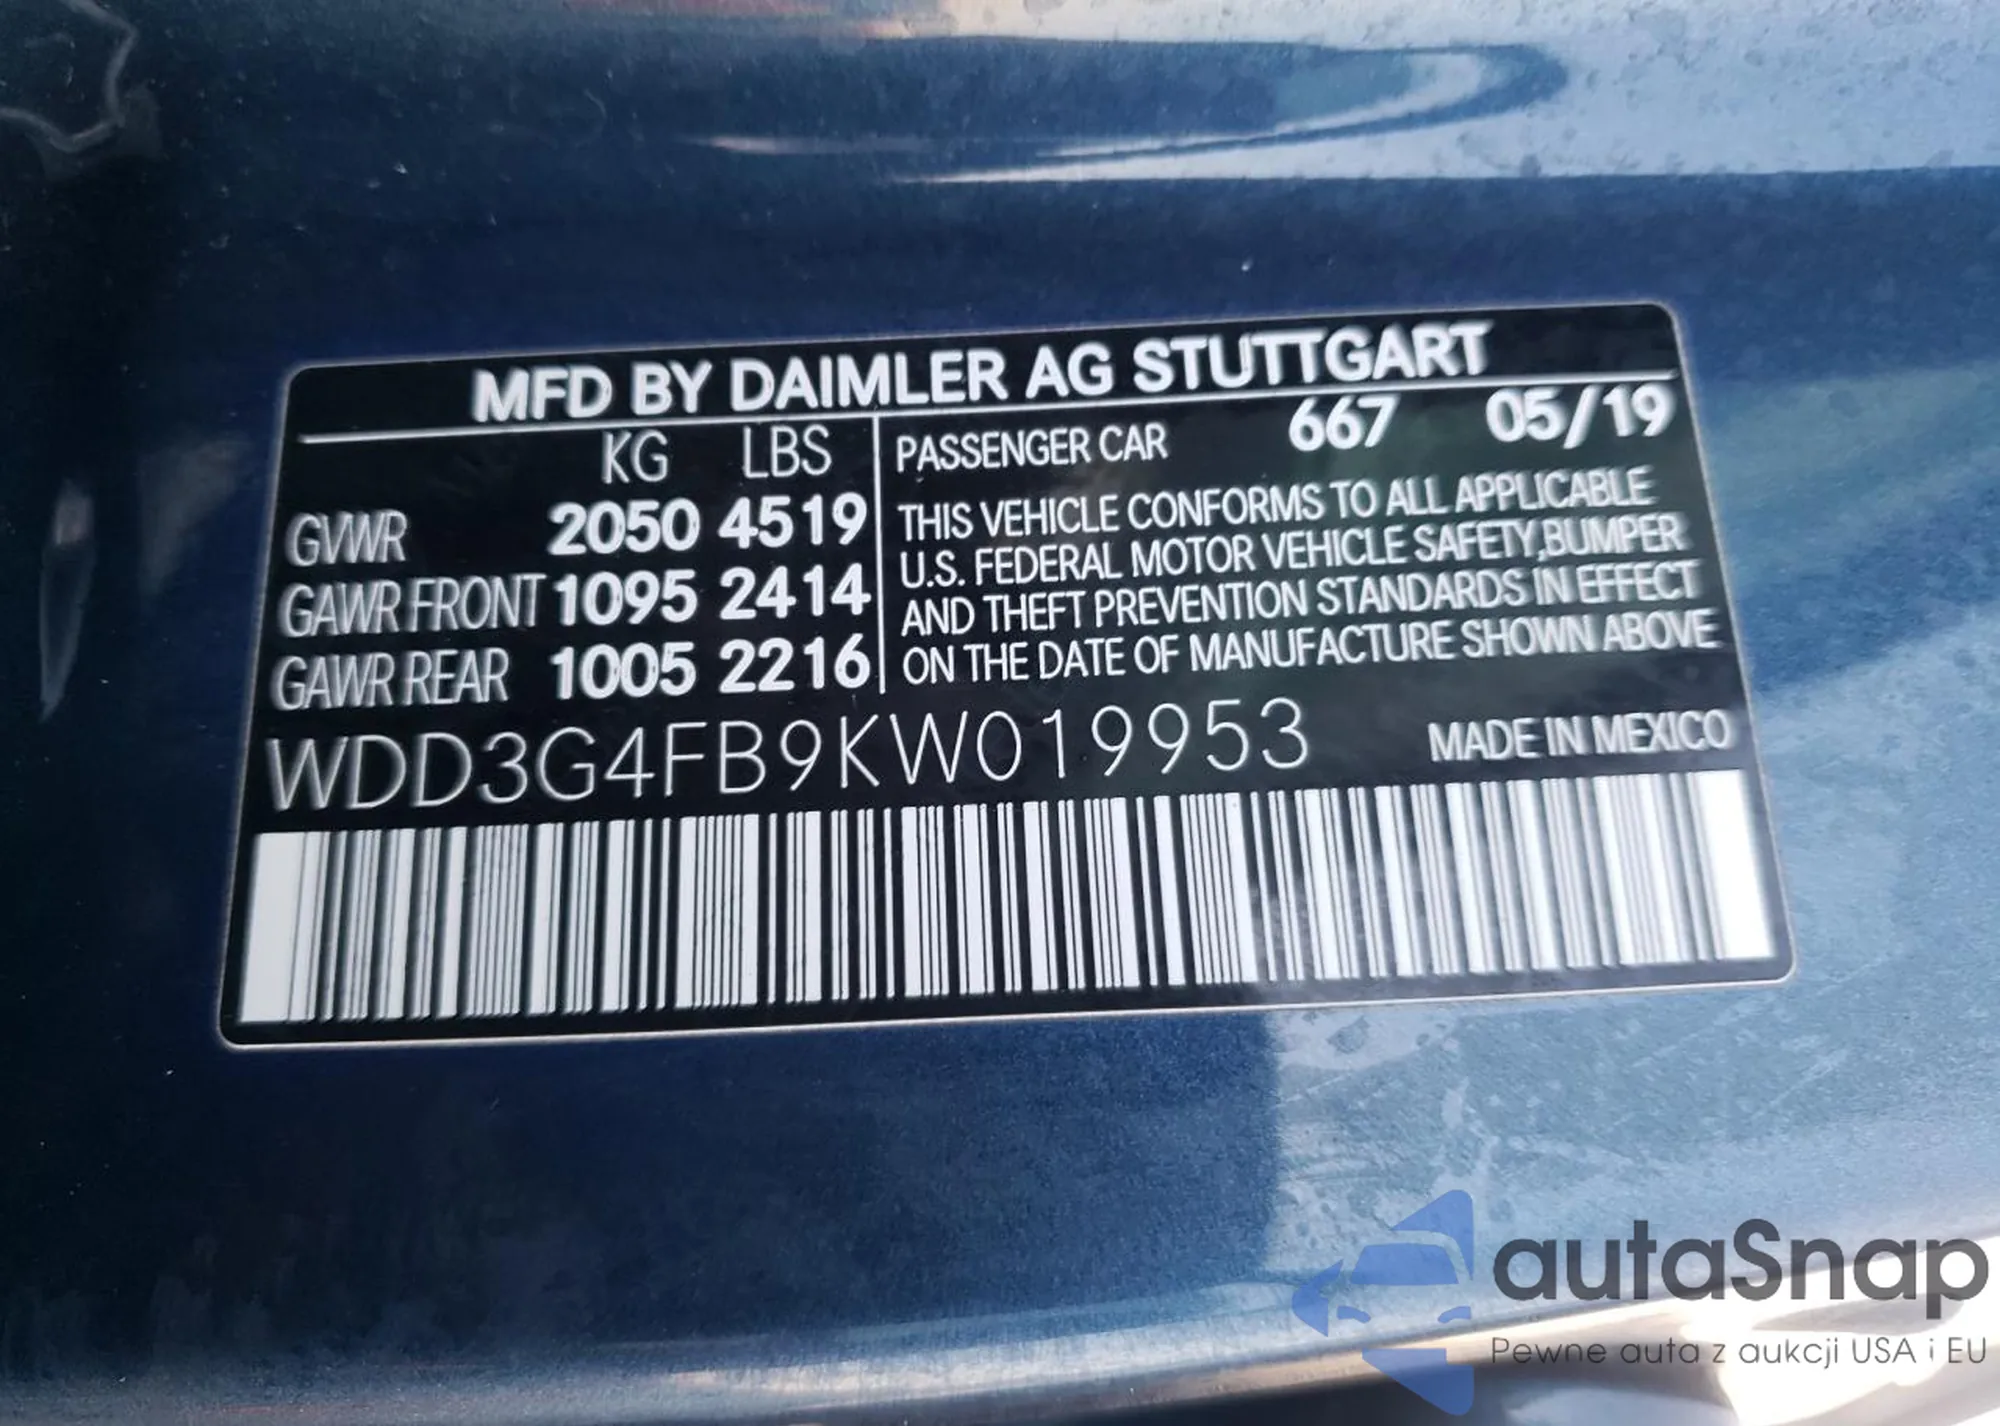 MFD BY DAIMLER AG STUTTGART
KG LBS
GVWR 2050 4519
GAWR FRONT 1095 2414
GAWR REAR 1005 2216
PASSENGER CAR 667 05/19
THIS VEHICLE CONFORMS TO ALL APPLICABLE
U.S. FEDERAL MOTOR VEHICLE SAFETY,BUMPER
AND THEFT PREVENTION STANDARDS IN EFFECT
ON THE DATE OF MANUFACTURE SHOWN ABOVE
WDD3G4FB9KW019953 MADE IN MEXICO
autaSnap
Pewne auta z aukcji USA i EU